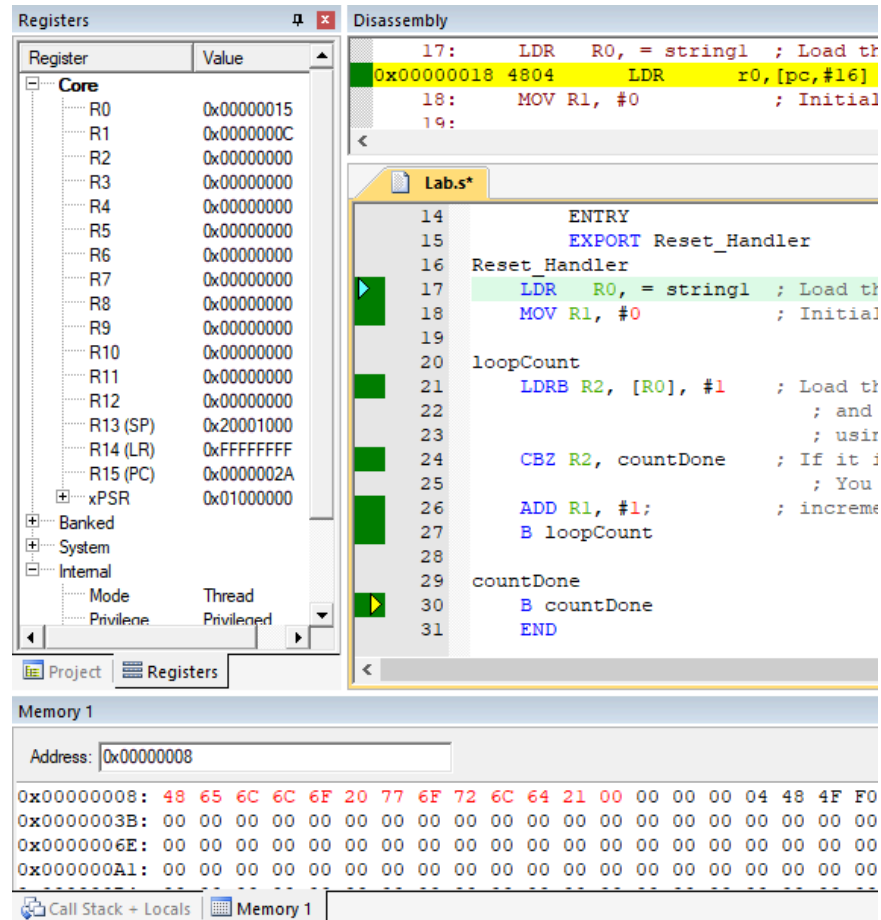 Registers
Register Value
Core
R0 0x00000015
R1 0x0000000C
R2 0x00000000
R3 0x00000000
R4 0x00000000
R5 0x00000000
R6 0x00000000
R7 0x00000000
R8 0x00000000
R9 0x00000000
R10 0x00000000
R11 0x00000000
R12 0x00000000
R13 (SP) 0x20001000
R14 (LR) 0xFFFFFFFF
R15 (PC) 0x0000002A
xPSR 0x01000000
Banked
System
Internal
Mode Thread
Privilege Privileged
Project Registers
Disassembly
17: LDR R0, = string1 ; Load th
0x00000018 4804 LDR r0,[pc,#16]
18: MOV R1, #0 ; Initial
19:
Lab.s*
14 ENTRY
15 EXPORT Reset_Handler
16 Reset_Handler
17 LDR R0, = string1 ; Load th
18 MOV R1, #0 ; Initial
19
20 loopCount
21 LDRB R2, [R0], #1 ; Load th
22 ; and
23 ; usin
24 CBZ R2, countDone ; If it i
25 ; You
26 ADD R1, #1; ; increme
27 B loopCount
28
29 countDone
30 B countDone
31 END
Memory 1
Address: 0x00000008
0x00000008: 48 65 6C 6C 6F 20 77 6F 72 6C 64 21 00 00 00 00 04 48 4F F0
0x0000003B: 00 00 00 00 00 00 00 00 00 00 00 00 00 00 00 00 00 00 00 00
0x0000006E: 00 00 00 00 00 00 00 00 00 00 00 00 00 00 00 00 00 00 00 00
0x000000A1: 00 00 00 00 00 00 00 00 00 00 00 00 00 00 00 00 00 00 00 00
Call Stack + Locals Memory 1